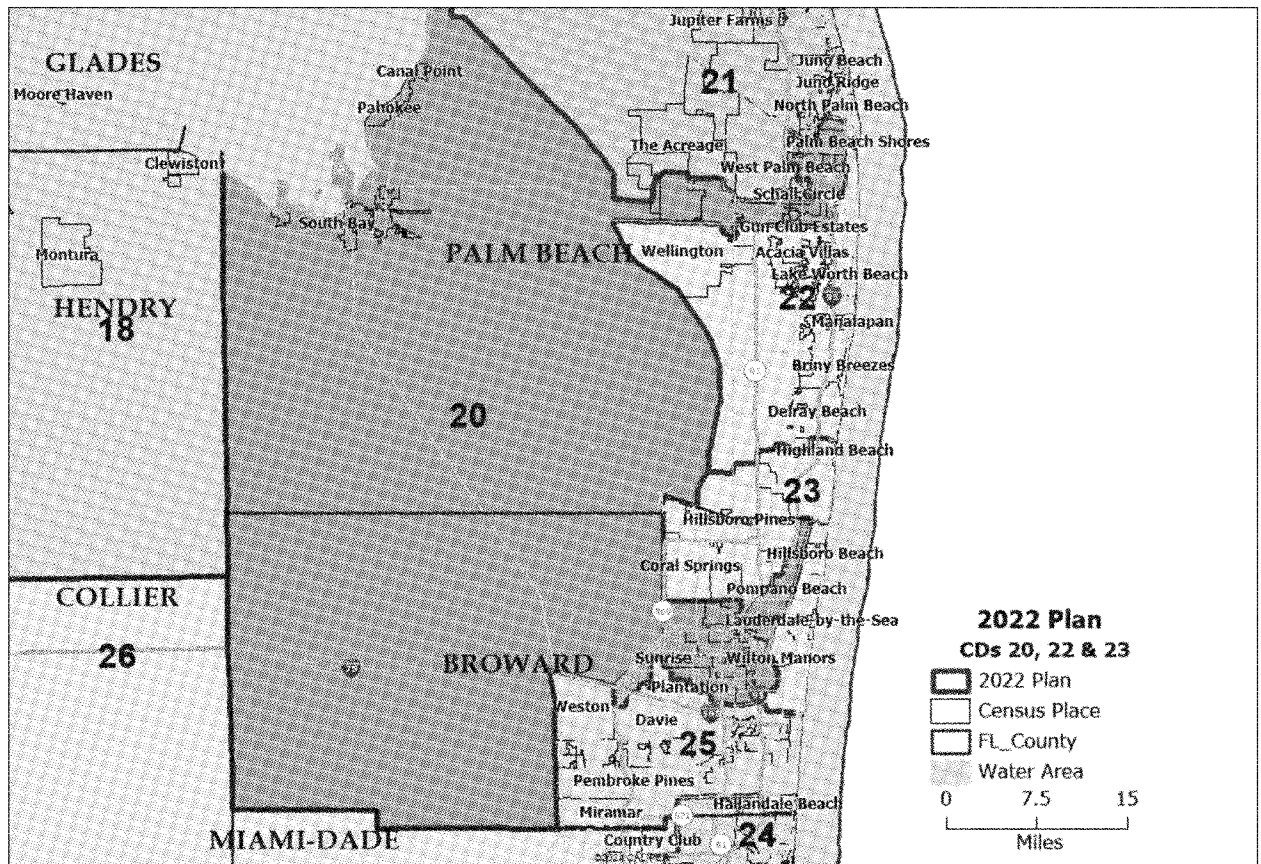 Jupiter Farms
GLADES
Juno Beach
Canal Point
21
Juno Ridge
Moore Haven
Pahokee
North Palm Beach
The Acreage
Palm Beach Shores
Clewiston
West Palm Beach
Schall Circle
South Bay
Gun Club Estates
PALM BEACH
Wellington
Acacia Villas
Montura
Lake Worth Beach
22
HENDRY
18
Manalapan
Briny Breezes
20
Delray Beach
Highland Beach
23
Hillsboro Pines
Hillsboro Beach
Coral Springs
Pompano Beach
COLLIER
Lauderdale-by-the-Sea
26
BROWARD
Sunrise
Wilton Manors
Plantation
Weston
Davie
25
Pembroke Pines
Hallandale Beach
Miramar
MIAMI-DADE
Country Club
24
2022 Plan
CDs 20, 22 & 23
2022 Plan
Census Place
FL_County
Water Area
0 7.5 15
Miles